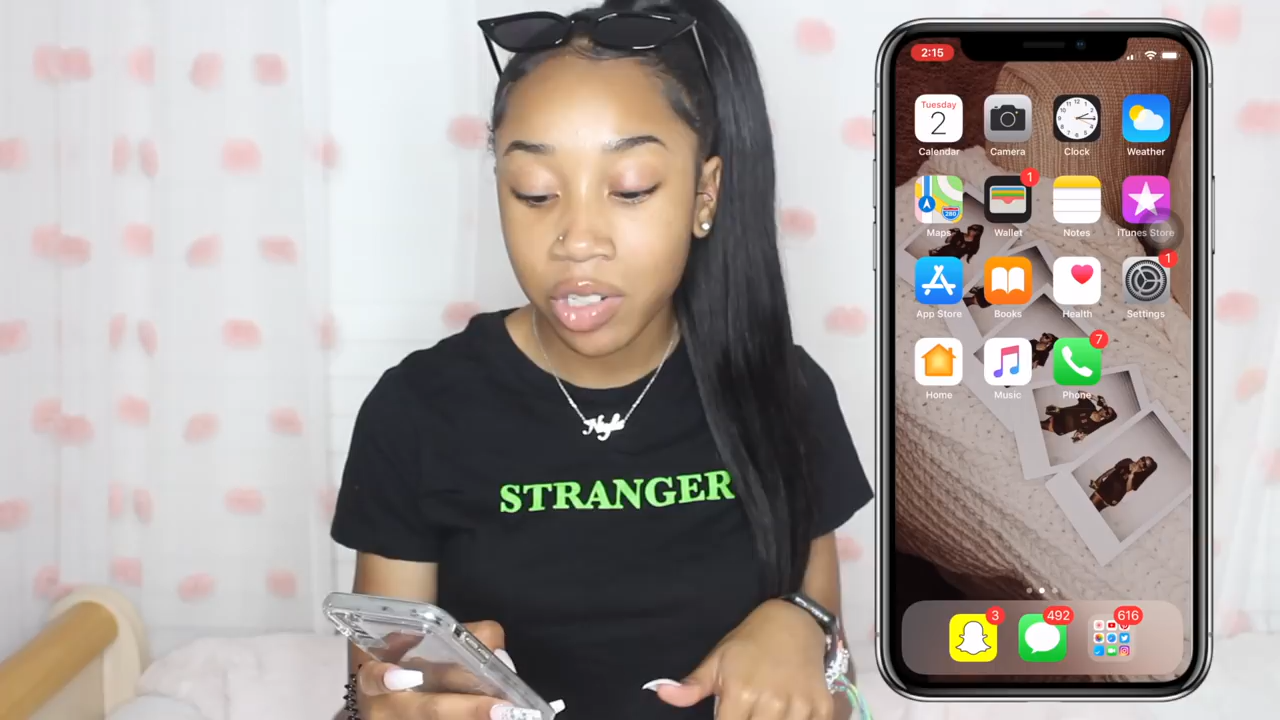 Nyla
STRANGER
2:15
Tuesday
2
Calendar
Camera
Clock
Weather
280
1
Maps
Wallet
Notes
iTunes Store
1
App Store
Books
Health
Settings
7
Home
Music
Phone
3
492
616